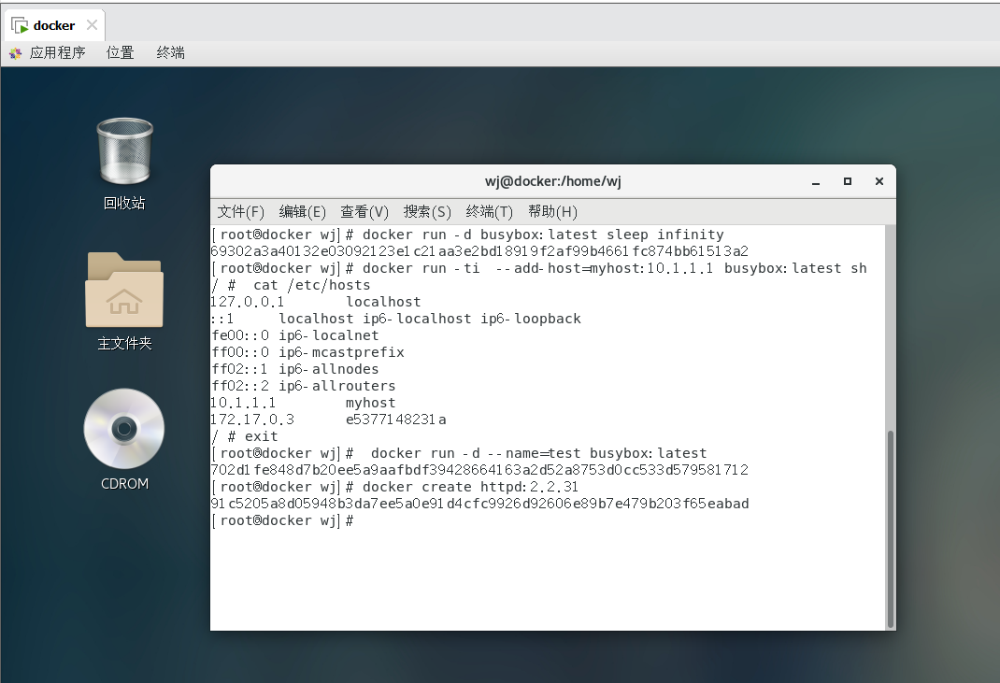 docker
应用程序 位置 终端
回收站
主文件夹
CDROM
wj@docker:/home/wj
文件(F) 编辑(E) 查看(V) 搜索(S) 终端(T) 帮助(H)
[root@docker wj]# docker run -d busybox:latest sleep infinity
69302a3a40132e03092123e1c21aa3e2bd18919f2af99b4661fc874bb61513a2
[root@docker wj]# docker run -ti  --add-host=myhost:10.1.1.1 busybox:latest sh
/ #  cat /etc/hosts
127.0.0.1       localhost
::1     localhost ip6-localhost ip6-loopback
fe00::0 ip6-localnet
ff00::0 ip6-mcastprefix
ff02::1 ip6-allnodes
ff02::2 ip6-allrouters
10.1.1.1        myhost
172.17.0.3      e5377148231a
/ # exit
[root@docker wj]#  docker run -d --name=test busybox:latest
702d1fe848d7b20ee5a9aafbdf39428664163a2d52a8753d0cc533d579581712
[root@docker wj]# docker create httpd:2.2.31
91c5205a8d05948b3da7ee5a0e91d4cfc9926d92606e89b7e479b203f65eabad
[root@docker wj]#